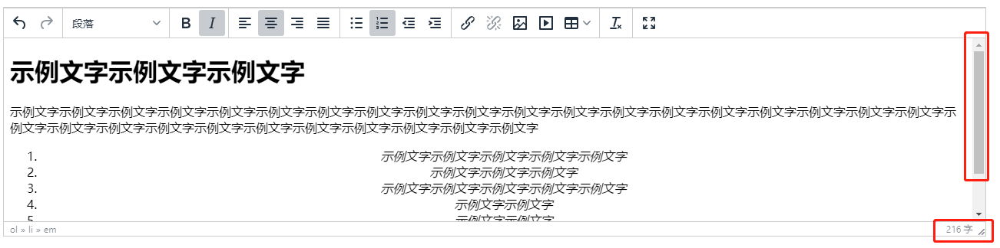 段落 B I
示例文字示例文字示例文字
示例文字示例文字示例文字示例文字示例文字示例文字示例文字示例文字示例文字示例文字示例文字示例文字示例文字示例文字示例文字示例文字示例文字示例文字示例文字示
例文字示例文字示例文字示例文字示例文字示例文字示例文字示例文字示例文字示例文字示例文字
1. 示例文字示例文字示例文字示例文字示例文字
2. 示例文字示例文字示例文字
3. 示例文字示例文字示例文字示例文字示例文字
4. 示例文字示例文字
5. 示例文字示例文字
ol » li » em 216 字